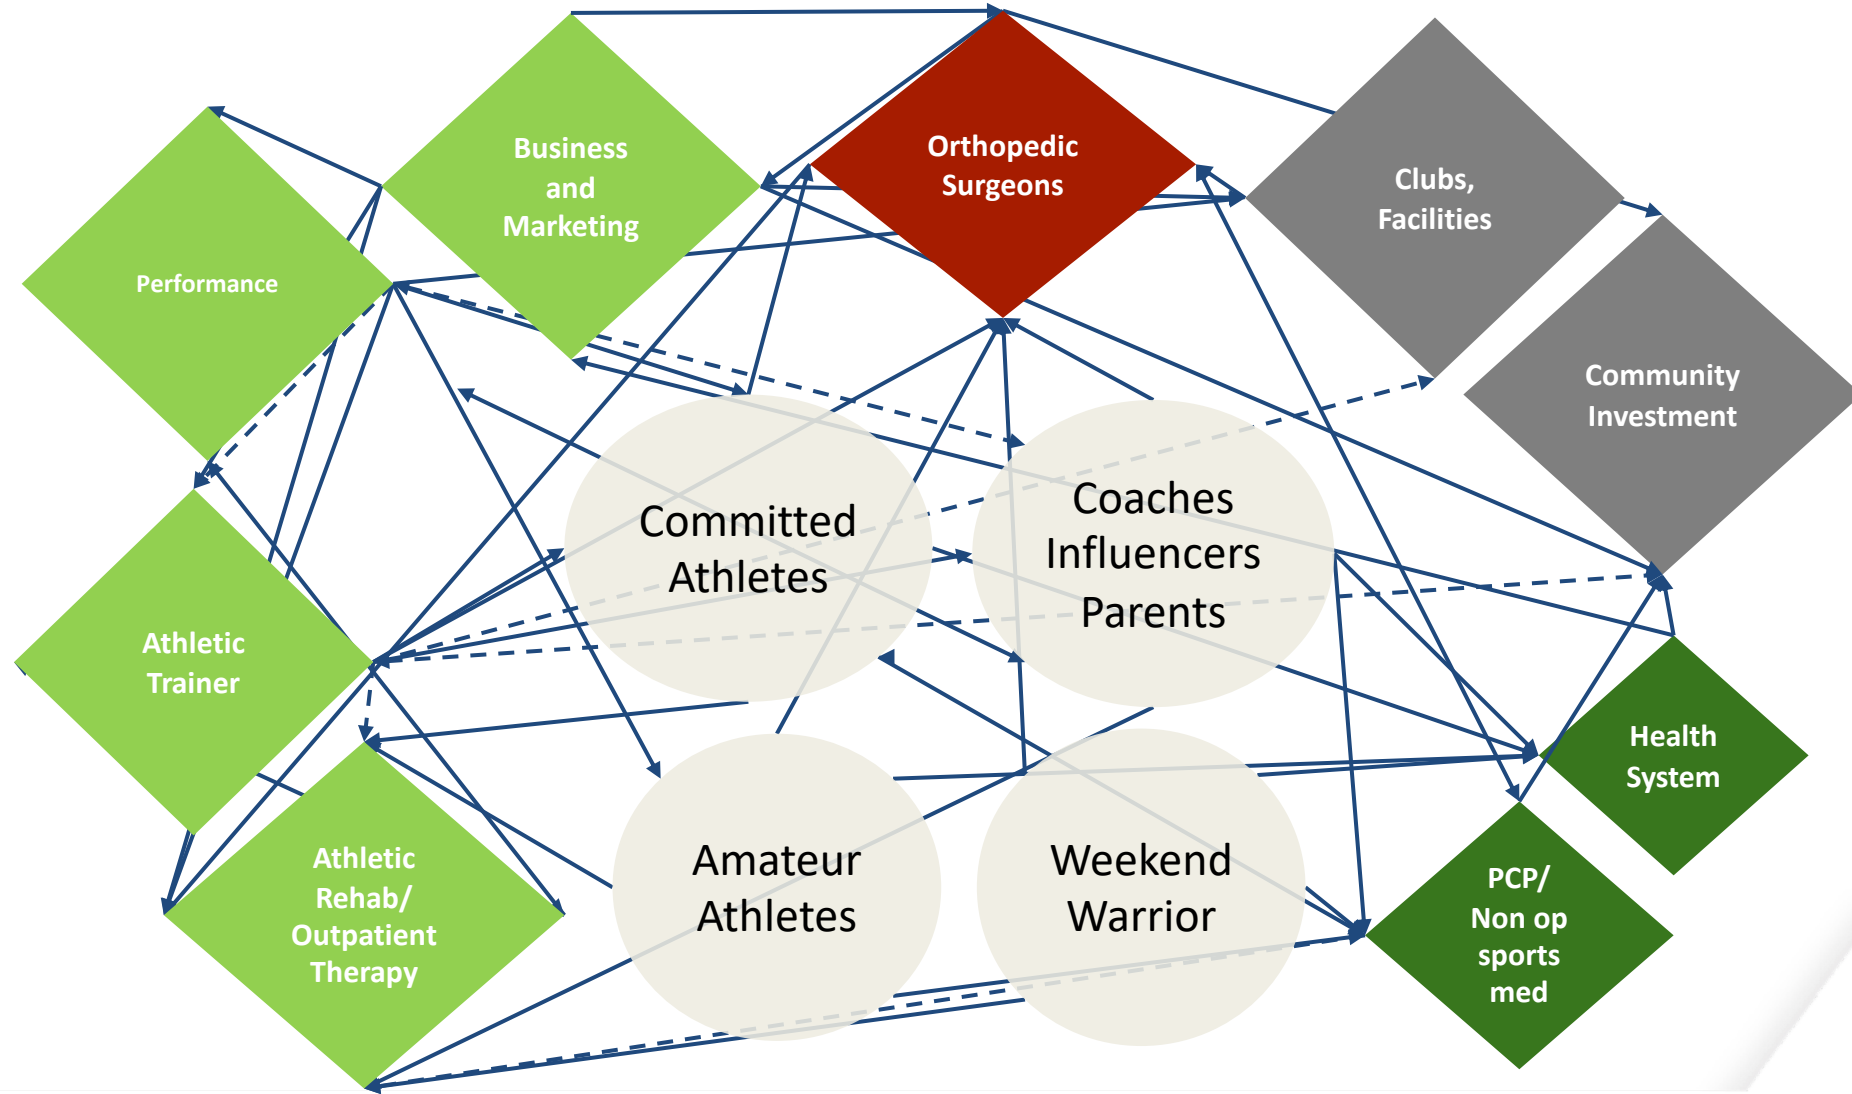 Business
and
Marketing
Orthopedic
Surgeons
Clubs,
Facilities
Performance
Community
Investment
Committed
Athletes
Coaches
Influencers
Parents
Athletic
Trainer
Health
System
Athletic
Rehab/
Outpatient
Therapy
Amateur
Athletes
Weekend
Warrior
PCP/
Non op
sports
med